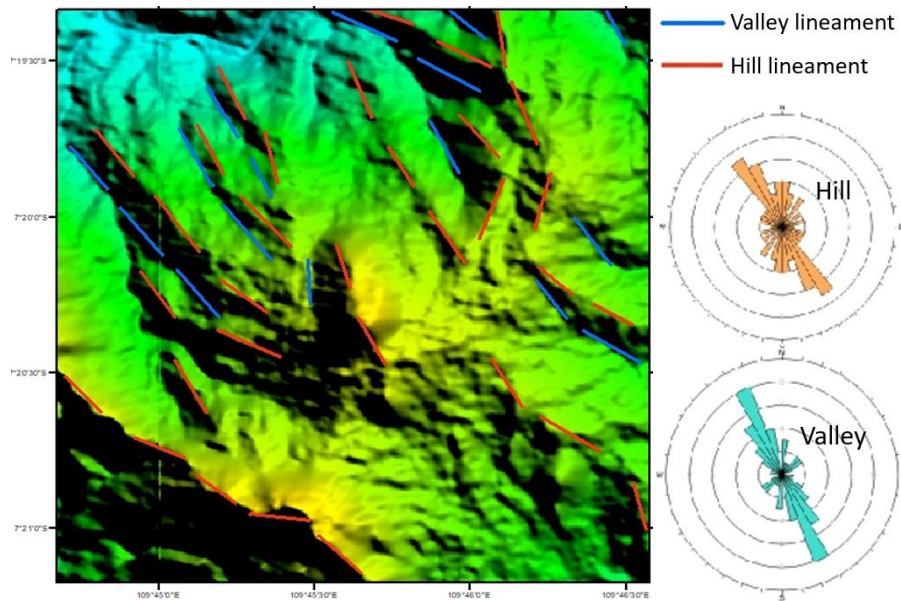 Valley lineament
Hill lineament
7°19'30"S
7°20'0"S
7°20'30"S
7°21'0"S
109°45'0"E
109°45'30"E
109°46'0"E
109°46'30"E
N
Hill
N
Valley
W
S